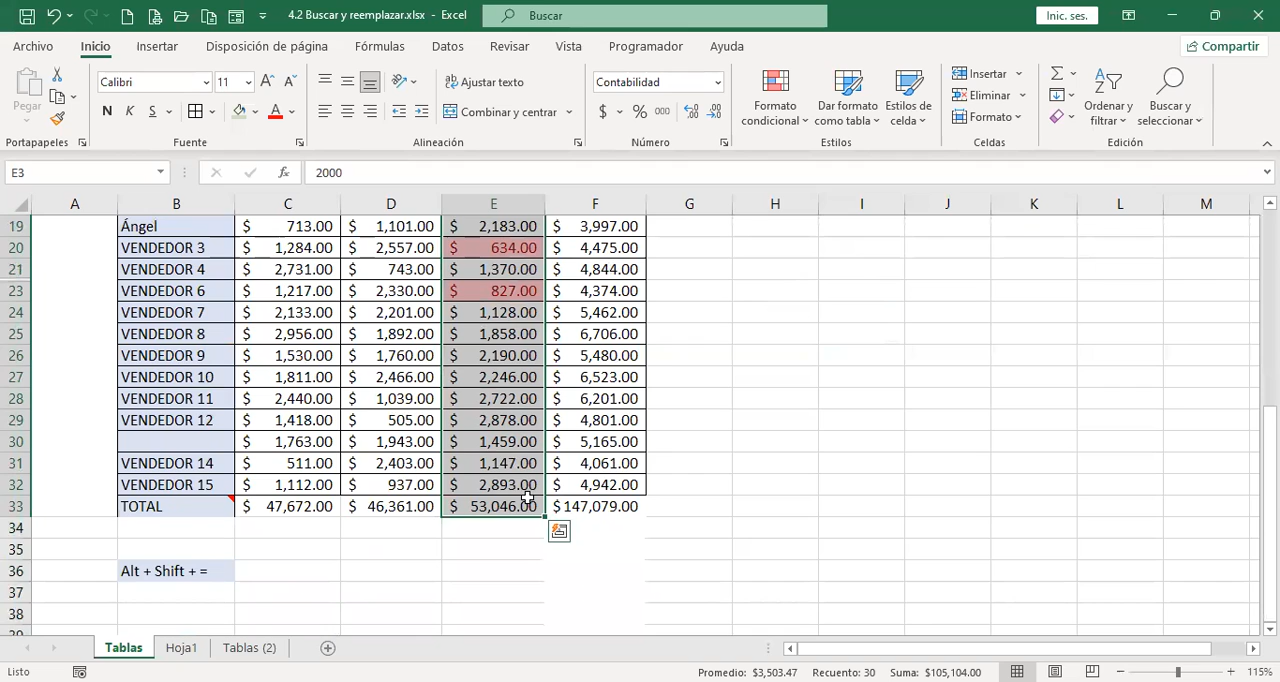 4.2 Buscar y reemplazar.xlsx - Excel
Buscar
Inic. ses.
Archivo Inicio Insertar Disposición de página Fórmulas Datos Revisar Vista Programador Ayuda Compartir
Pegar
Calibri 11
N K S A
Ajustar texto
Combinar y centrar
Contabilidad
$ % 000
Formato condicional
Dar formato como tabla
Estilos de celda
Insertar
Eliminar
Formato
Ordenar y filtrar
Buscar y seleccionar
Portapapeles Fuente Alineación Número Estilos Celdas Edición
E3 fx 2000
A B C D E F G H I J K L M
19 Ángel $ 713.00 $ 1,101.00 $ 2,183.00 $ 3,997.00
20 VENDEDOR 3 $ 1,284.00 $ 2,557.00 $ 634.00 $ 4,475.00
21 VENDEDOR 4 $ 2,731.00 $ 743.00 $ 1,370.00 $ 4,844.00
23 VENDEDOR 6 $ 1,217.00 $ 2,330.00 $ 827.00 $ 4,374.00
24 VENDEDOR 7 $ 2,133.00 $ 2,201.00 $ 1,128.00 $ 5,462.00
25 VENDEDOR 8 $ 2,956.00 $ 1,892.00 $ 1,858.00 $ 6,706.00
26 VENDEDOR 9 $ 1,530.00 $ 1,760.00 $ 2,190.00 $ 5,480.00
27 VENDEDOR 10 $ 1,811.00 $ 2,466.00 $ 2,246.00 $ 6,523.00
28 VENDEDOR 11 $ 2,440.00 $ 1,039.00 $ 2,722.00 $ 6,201.00
29 VENDEDOR 12 $ 1,418.00 $ 505.00 $ 2,878.00 $ 4,801.00
30 $ 1,763.00 $ 1,943.00 $ 1,459.00 $ 5,165.00
31 VENDEDOR 14 $ 511.00 $ 2,403.00 $ 1,147.00 $ 4,061.00
32 VENDEDOR 15 $ 1,112.00 $ 937.00 $ 2,893.00 $ 4,942.00
33 TOTAL $ 47,672.00 $ 46,361.00 $ 53,046.00 $ 147,079.00
34
35
36 Alt + Shift + =
37
38
39
Tablas Hoja1 Tablas (2)
Listo Promedio: $3,503.47 Recuento: 30 Suma: $105,104.00 115%